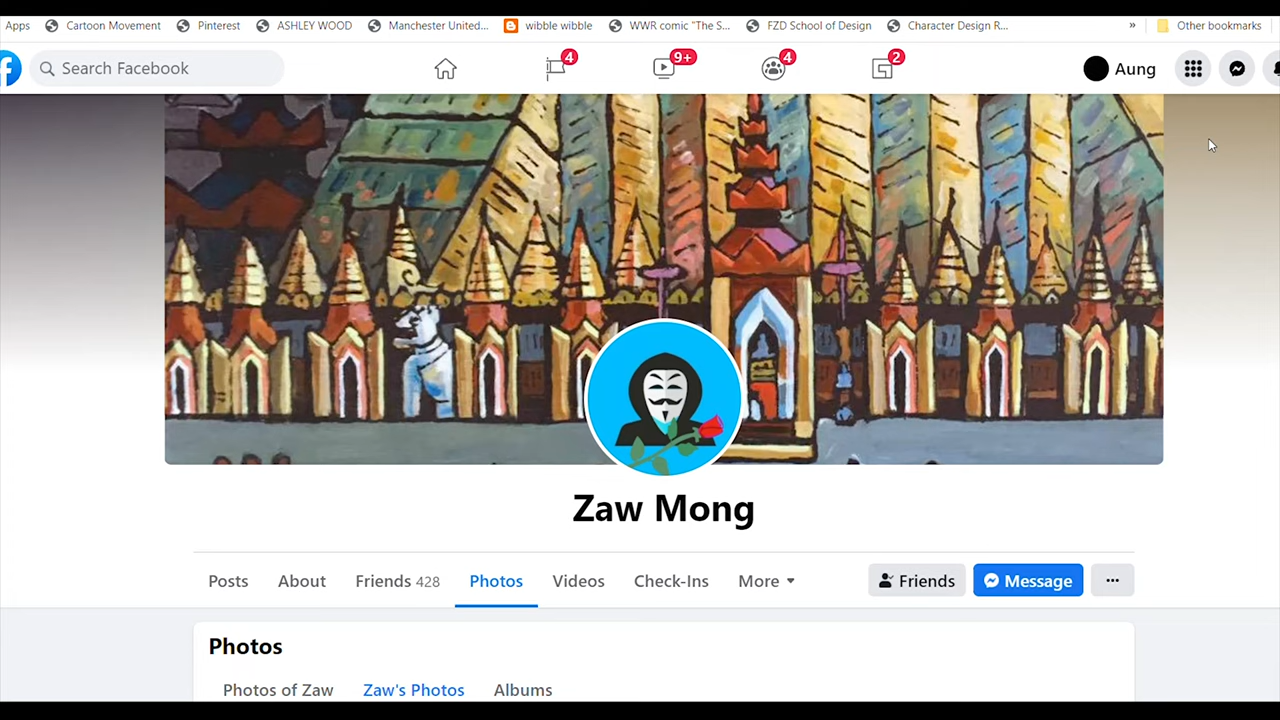 Apps Cartoon Movement Pinterest ASHLEY WOOD Manchester United... wibble wibble WWR comic "The S... FZD School of Design Character Design R... » Other bookmarks
Search Facebook 4 9+ 4 2 Aung
Zaw Mong
Posts About Friends 428 Photos Videos Check-Ins More Friends Message ...
Photos
Photos of Zaw Zaw's Photos Albums